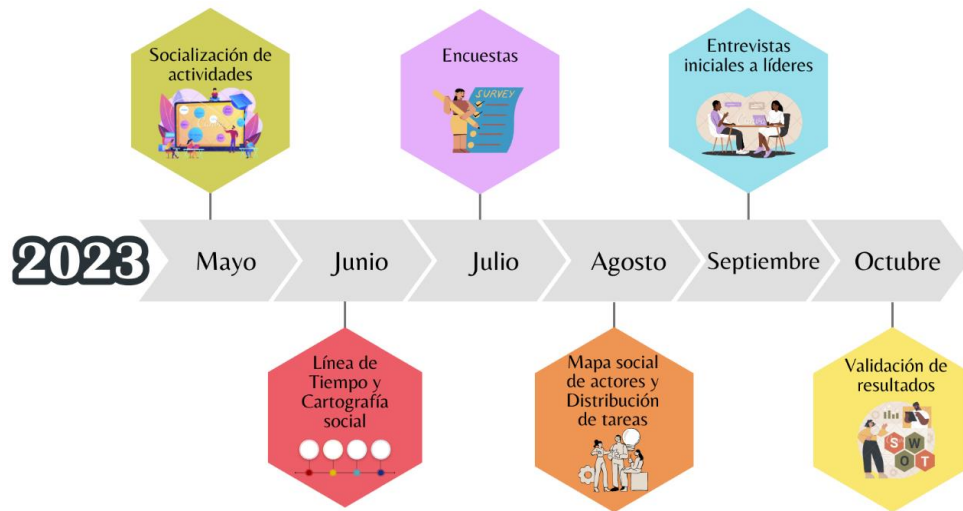 Socialización de
actividades
Encuestas
SURVEY
Entrevistas
iniciales a líderes
2023
Mayo
Junio
Julio
Agosto
Septiembre
Octubre
Línea de
Tiempo y
Cartografía
social
Mapa social
de actores y
Distribución
de tareas
Validación de
resultados
S W
O T